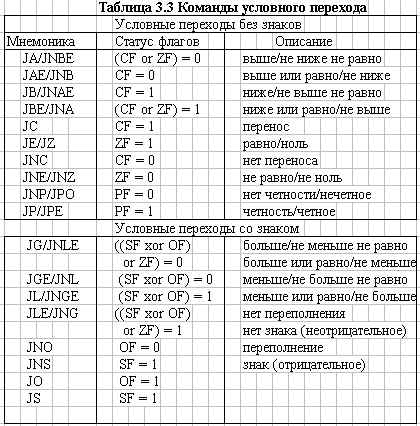 Таблица 3.3 Команды условного перехода
Условные переходы без знаков
Мнемоника Статус флагов Описание
JA/JNBE (CF or ZF) = 0 выше/не ниже не равно
JAE/JNB CF = 0 выше или равно/не ниже
JB/JNAE CF = 1 ниже/не выше не равно
JBE/JNA (CF or ZF) = 1 ниже или равно/не выше
JC CF = 1 перенос
JE/JZ ZF = 1 равно/ноль
JNC CF = 0 нет переноса
JNE/JNZ ZF = 0 не равно/не ноль
JNP/JPO PF = 0 нет четности/нечетное
JP/JPE PF = 1 четность/четное
Условные переходы со знаком
JG/JNLE ((SF xor OF) больше/не меньше не равно
or ZF) = 0 больше или равно/не меньше
JGE/JNL (SF xor OF) = 0 меньше/не больше не равно
JL/JNGE (SF xor OF) = 1 меньше или равно/не больше
JLE/JNG ((SF xor OF) нет переполнения
or ZF) = 1 нет знака (неотрицательное)
JNO OF = 0 переполнение
JNS SF = 1 знак (отрицательное)
JO OF = 1
JS SF = 1